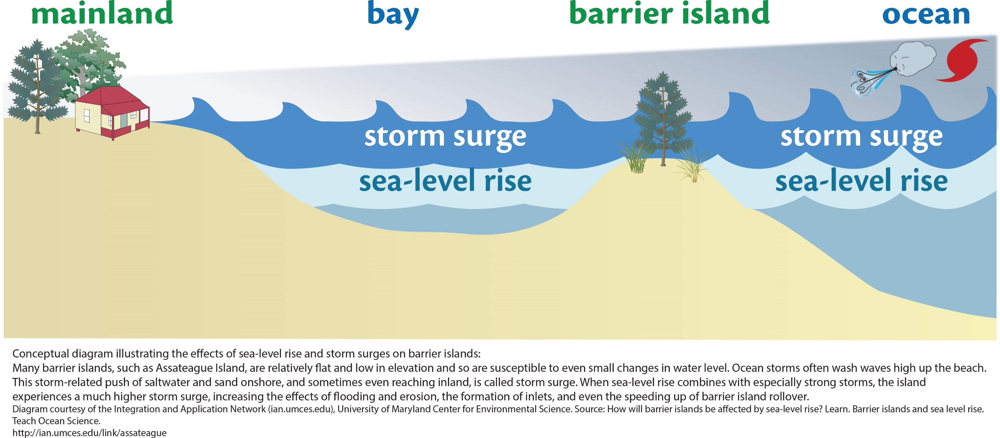 mainland bay barrier island ocean
storm surge storm surge
sea-level rise sea-level rise
Conceptual diagram illustrating the effects of sea-level rise and storm surges on barrier islands:
Many barrier islands, such as Assateague Island, are relatively flat and low in elevation and so are susceptible to even small changes in water level. Ocean storms often wash waves high up the beach.
This storm-related push of saltwater and sand onshore, and sometimes even reaching inland, is called storm surge. When sea-level rise combines with especially strong storms, the island
experiences a much higher storm surge, increasing the effects of flooding and erosion, the formation of inlets, and even the speeding up of barrier island rollover.
Diagram courtesy of the Integration and Application Network (ian.umces.edu), University of Maryland Center for Environmental Science. Source: How will barrier islands be affected by sea-level rise? Learn. Barrier islands and sea level rise.
Teach Ocean Science.
http://ian.umces.edu/link/assateague